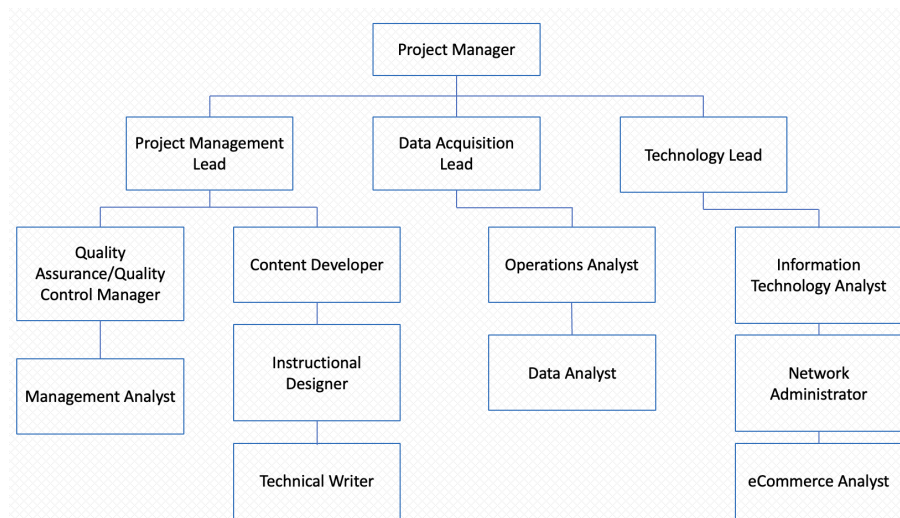 Project Manager
Project Management
Lead
Data Acquisition
Lead
Technology Lead
Quality
Assurance/Quality
Control Manager
Content Developer
Operations Analyst
Information
Technology Analyst
Management Analyst
Instructional
Designer
Data Analyst
Network
Administrator
Technical Writer
eCommerce Analyst